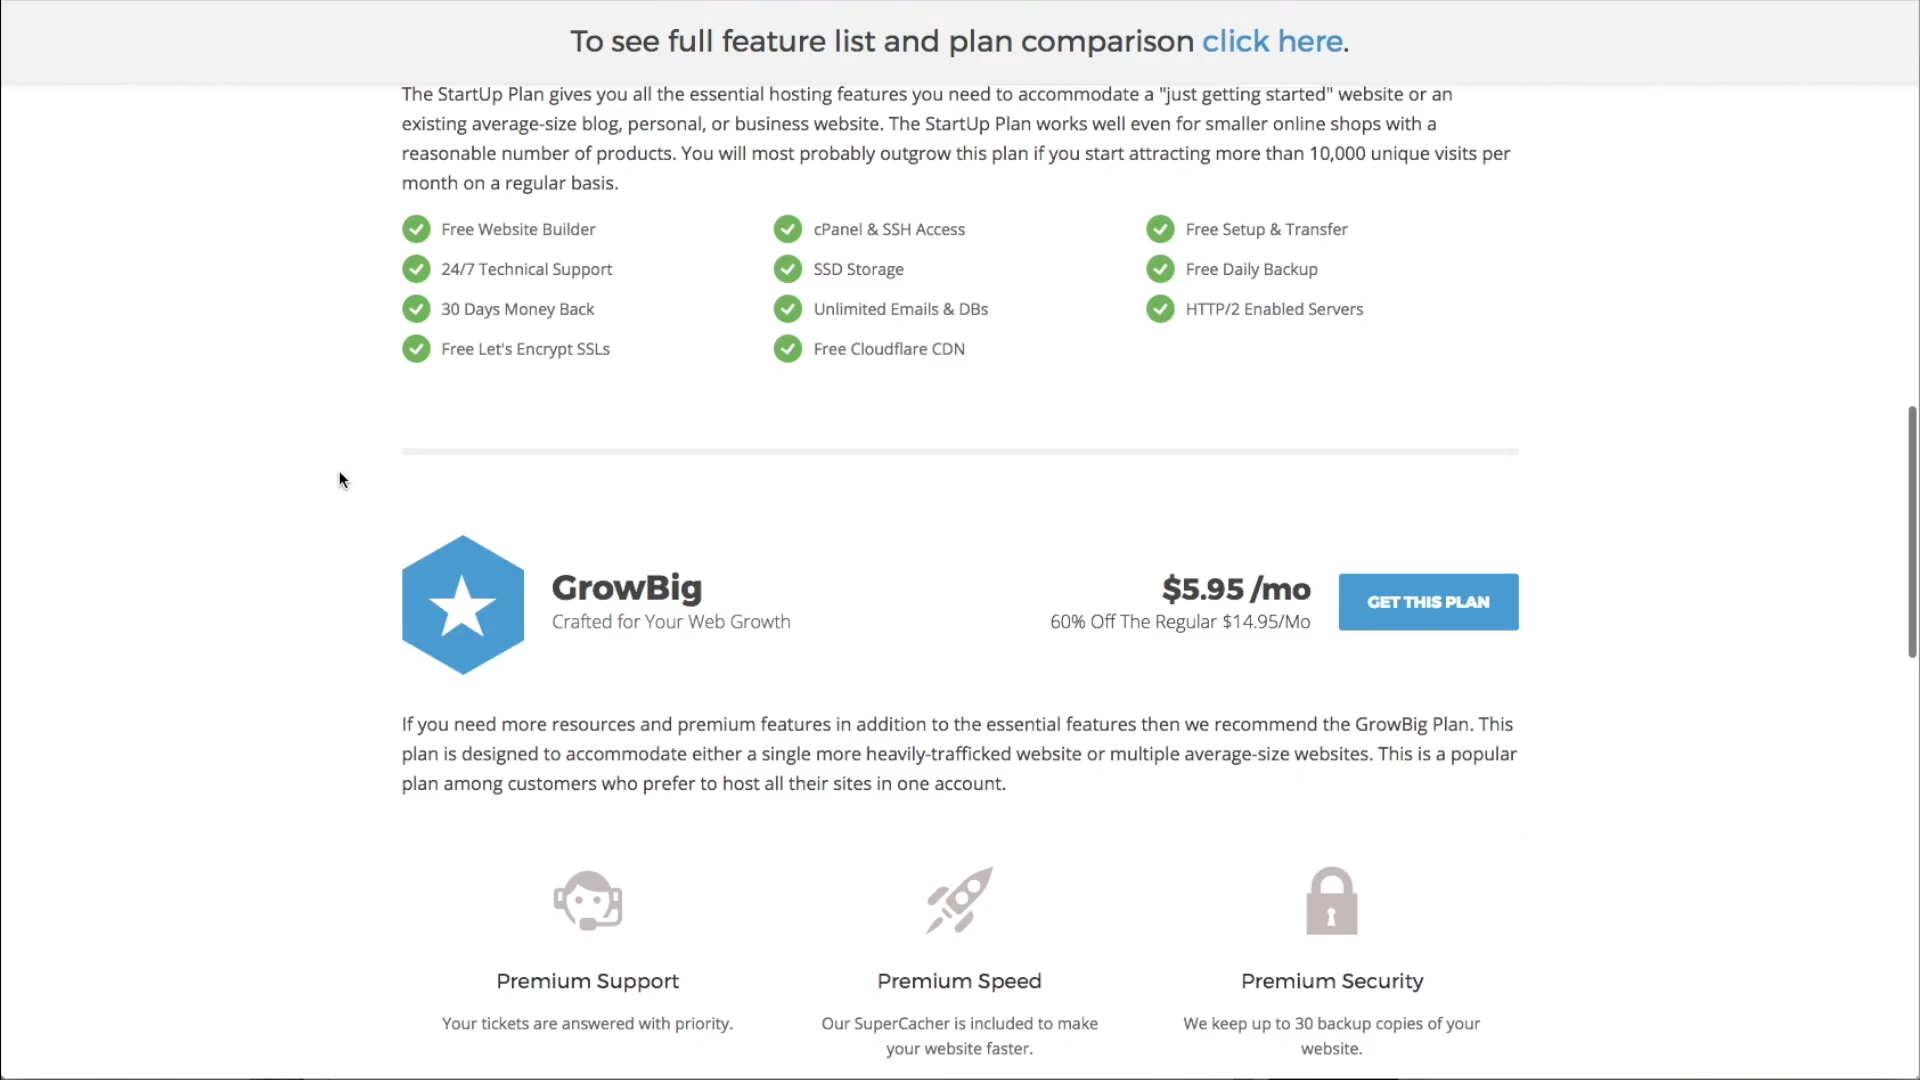 To see full feature list and plan comparison click here.
The StartUp Plan gives you all the essential hosting features you need to accommodate a "just getting started" website or an
existing average-size blog, personal, or business website. The StartUp Plan works well even for smaller online shops with a
reasonable number of products. You will most probably outgrow this plan if you start attracting more than 10,000 unique visits per
month on a regular basis.
Free Website Builder
cPanel & SSH Access
Free Setup & Transfer
24/7 Technical Support
SSD Storage
Free Daily Backup
30 Days Money Back
Unlimited Emails & DBs
HTTP/2 Enabled Servers
Free Let's Encrypt SSLs
Free Cloudflare CDN
GrowBig
Crafted for Your Web Growth
$5.95 /mo
60% Off The Regular $14.95/Mo
GET THIS PLAN
If you need more resources and premium features in addition to the essential features then we recommend the GrowBig Plan. This
plan is designed to accommodate either a single more heavily-trafficked website or multiple average-size websites. This is a popular
plan among customers who prefer to host all their sites in one account.
Premium Support
Your tickets are answered with priority.
Premium Speed
Our SuperCacher is included to make
your website faster.
Premium Security
We keep up to 30 backup copies of your
website.